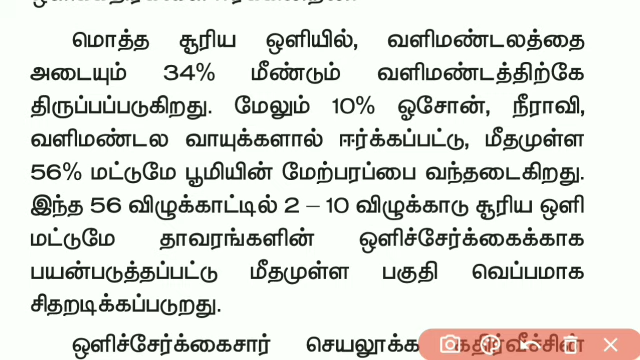 மொத்த சூரிய ஒளியில், வளிமண்டலத்தை
அடையும் 34% மீண்டும் வளிமண்டத்திற்கே
திருப்பப்படுகிறது. மேலும் 10% ஓசோன், நீராவி,
வளிமண்டல வாயுக்களால் ஈர்க்கப்பட்டு, மீதமுள்ள
56% மட்டுமே பூமியின் மேற்பரப்பை வந்தடைகிறது.
இந்த 56 விழுக்காட்டில் 2 – 10 விழுக்காடு சூரிய ஒளி
மட்டுமே தாவரங்களின் ஒளிச்சேர்க்கைக்காக
பயன்படுத்தப்பட்டு மீதமுள்ள பகுதி வெப்பமாக
சிதறடிக்கப்படுறது.
ஒளிச்சேர்க்கைசார் செயலூக்க கதிர்வீச்சின்